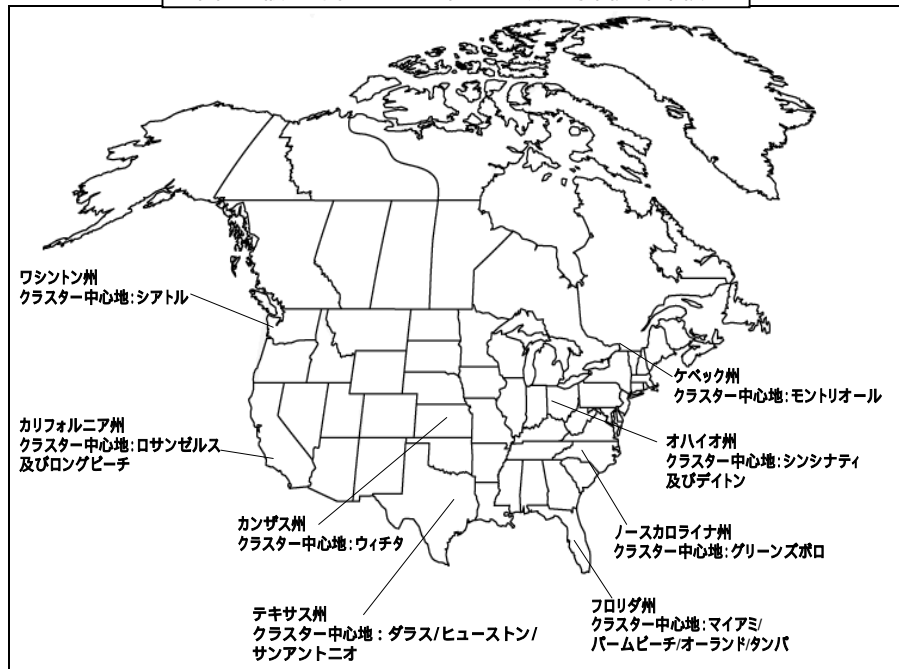 ワシントン州
クラスター中心地：シアトル
ケベック州
クラスター中心地：モントリオール
カリフォルニア州
クラスター中心地：ロサンゼルス
及びロングビーチ
オハイオ州
クラスター中心地：シンシナティ
及びデイトン
カンザス州
クラスター中心地：ウィチタ
ノースカロライナ州
クラスター中心地：グリーンズボロ
テキサス州
クラスター中心地：ダラス/ヒューストン/
サンアントニオ
フロリダ州
クラスター中心地：マイアミ/
パームビーチ/オーランド/タンパ